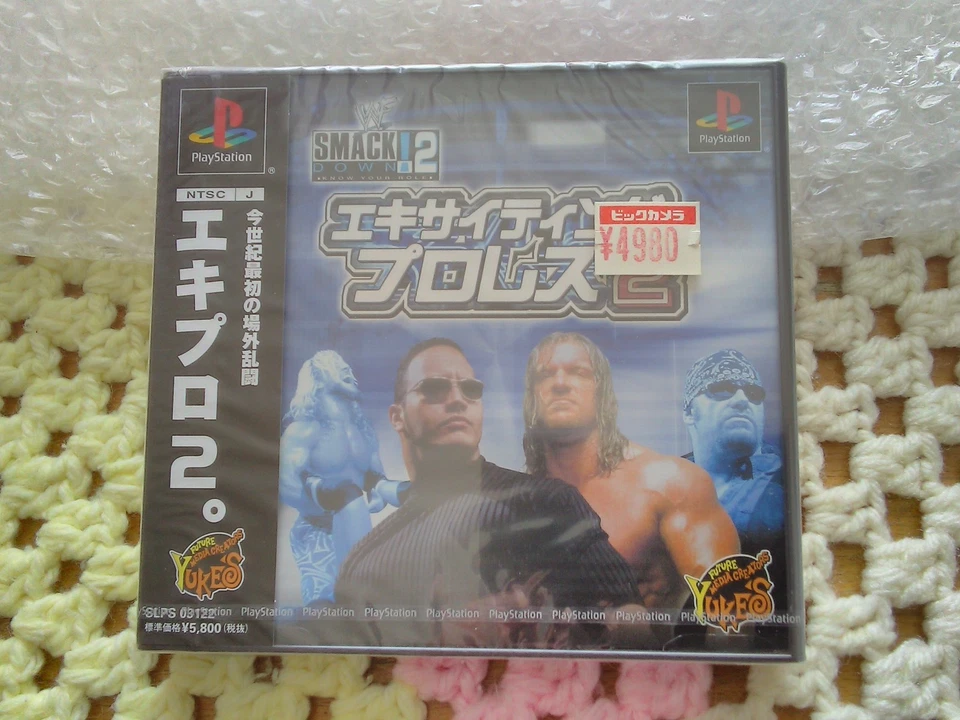 PlayStation
®
NTSC J
エキプロ2。
今世紀最初の場外乱闘
FUTURE
MEDIA CREATORS
YUKE'S
SLPS 03122
標準価格¥5,800(税抜)
WF
SMACK!2
DOWN
KNOW YOUR ROLE
PlayStation
エキサイティング
プロレス2
ビックカメラ
¥4980
FUTURE
MEDIA CREATORS
YUKE'S
PlayStation PlayStation PlayStation PlayStation PlayStation PlayStation PlayStation PlayStation PlayStation PlayStation